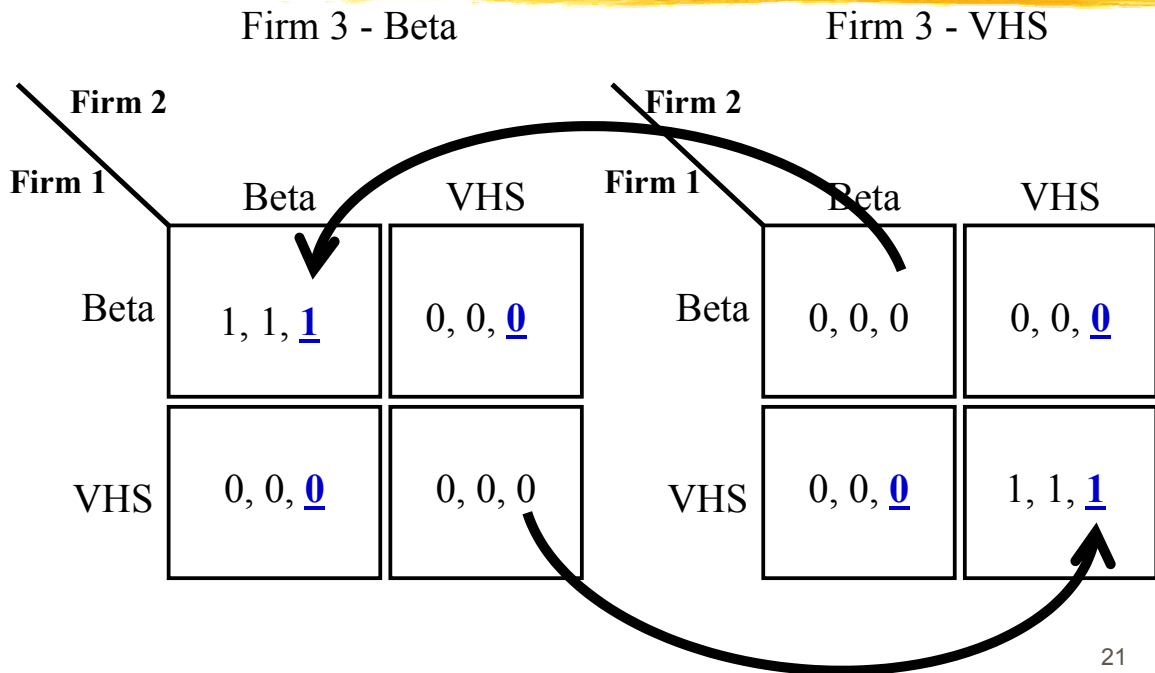 Firm 3 - Beta Firm 3 - VHS
Firm 2 Firm 2
Firm 1 Firm 1
Beta VHS Beta VHS
Beta 1, 1, 1 0, 0, 0 Beta 0, 0, 0 0, 0, 0
VHS 0, 0, 0 0, 0, 0 VHS 0, 0, 0 1, 1, 1
21